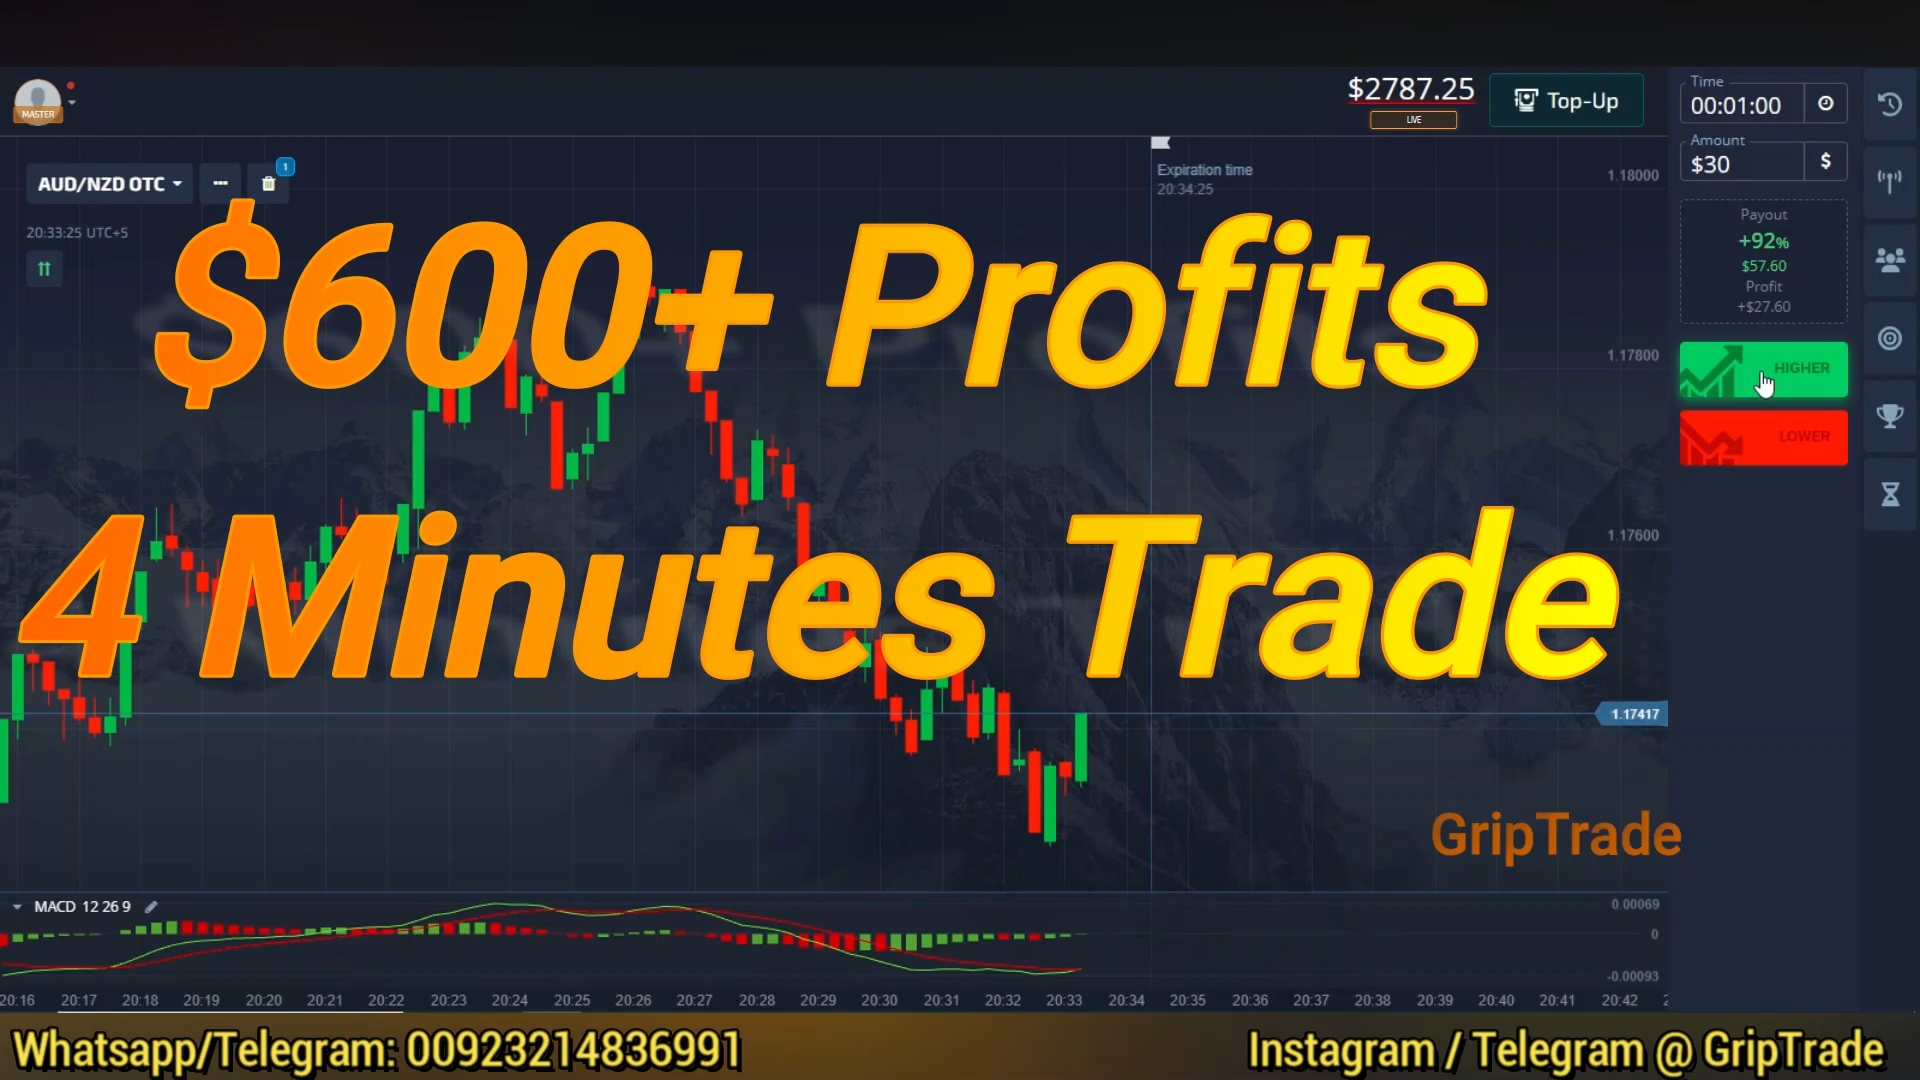 MASTER
$2787.25
LIVE
Top-Up
Time
00:01:00
Amount
$30
$
AUD/NZD OTC
1
20:33:25 UTC+5
Expiration time
20:34:25
1.18000
Payout
+92%
$57.60
Profit
+$27.60
$600+ Profits
1.17800
HIGHER
LOWER
1.17600
4 Minutes Trade
1.17417
GripTrade
MACD 12 26 9
0.00069
0
-0.00093
20:16 20:17 20:18 20:19 20:20 20:21 20:22 20:23 20:24 20:25 20:26 20:27 20:28 20:29 20:30 20:31 20:32 20:33 20:34 20:35 20:36 20:37 20:38 20:39 20:40 20:41 20:42
Whatsapp/Telegram: 00923214836991
Instagram / Telegram @ GripTrade